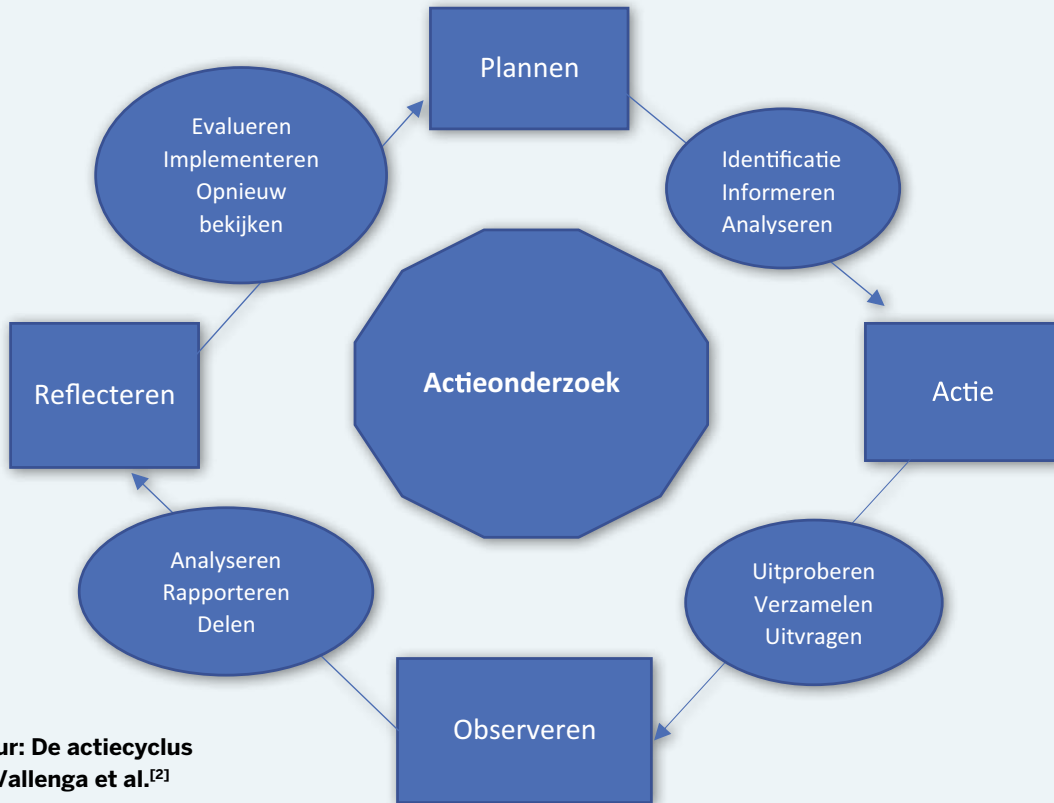 Plannen
Evalueren
Implementeren
Opnieuw
bekijken
Identificatie
Informeren
Analyseren
Reflecteren
Actieonderzoek
Actie
Analyseren
Rapporteren
Delen
Uitproberen
Verzamelen
Uitvragen
Observeren
ur: De actiecyclus
Vallenga et al.[2]